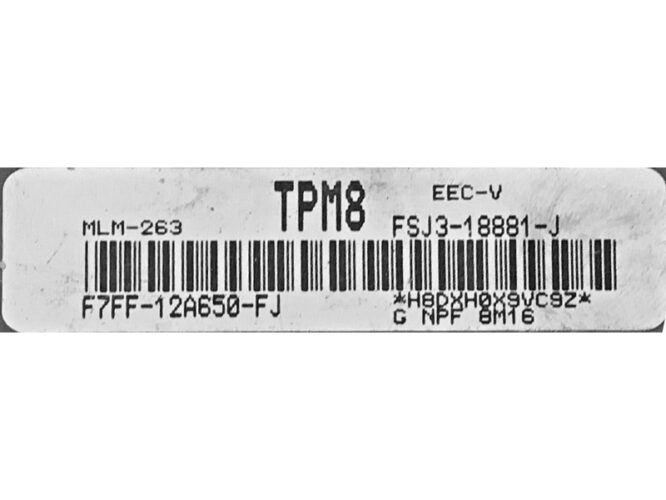 TPM8 EEC-V
MLM-263 FSJ3-18881-J
F7FF-12A650-FJ *H8DXH0X9VC9Z*
G NPF 8M16